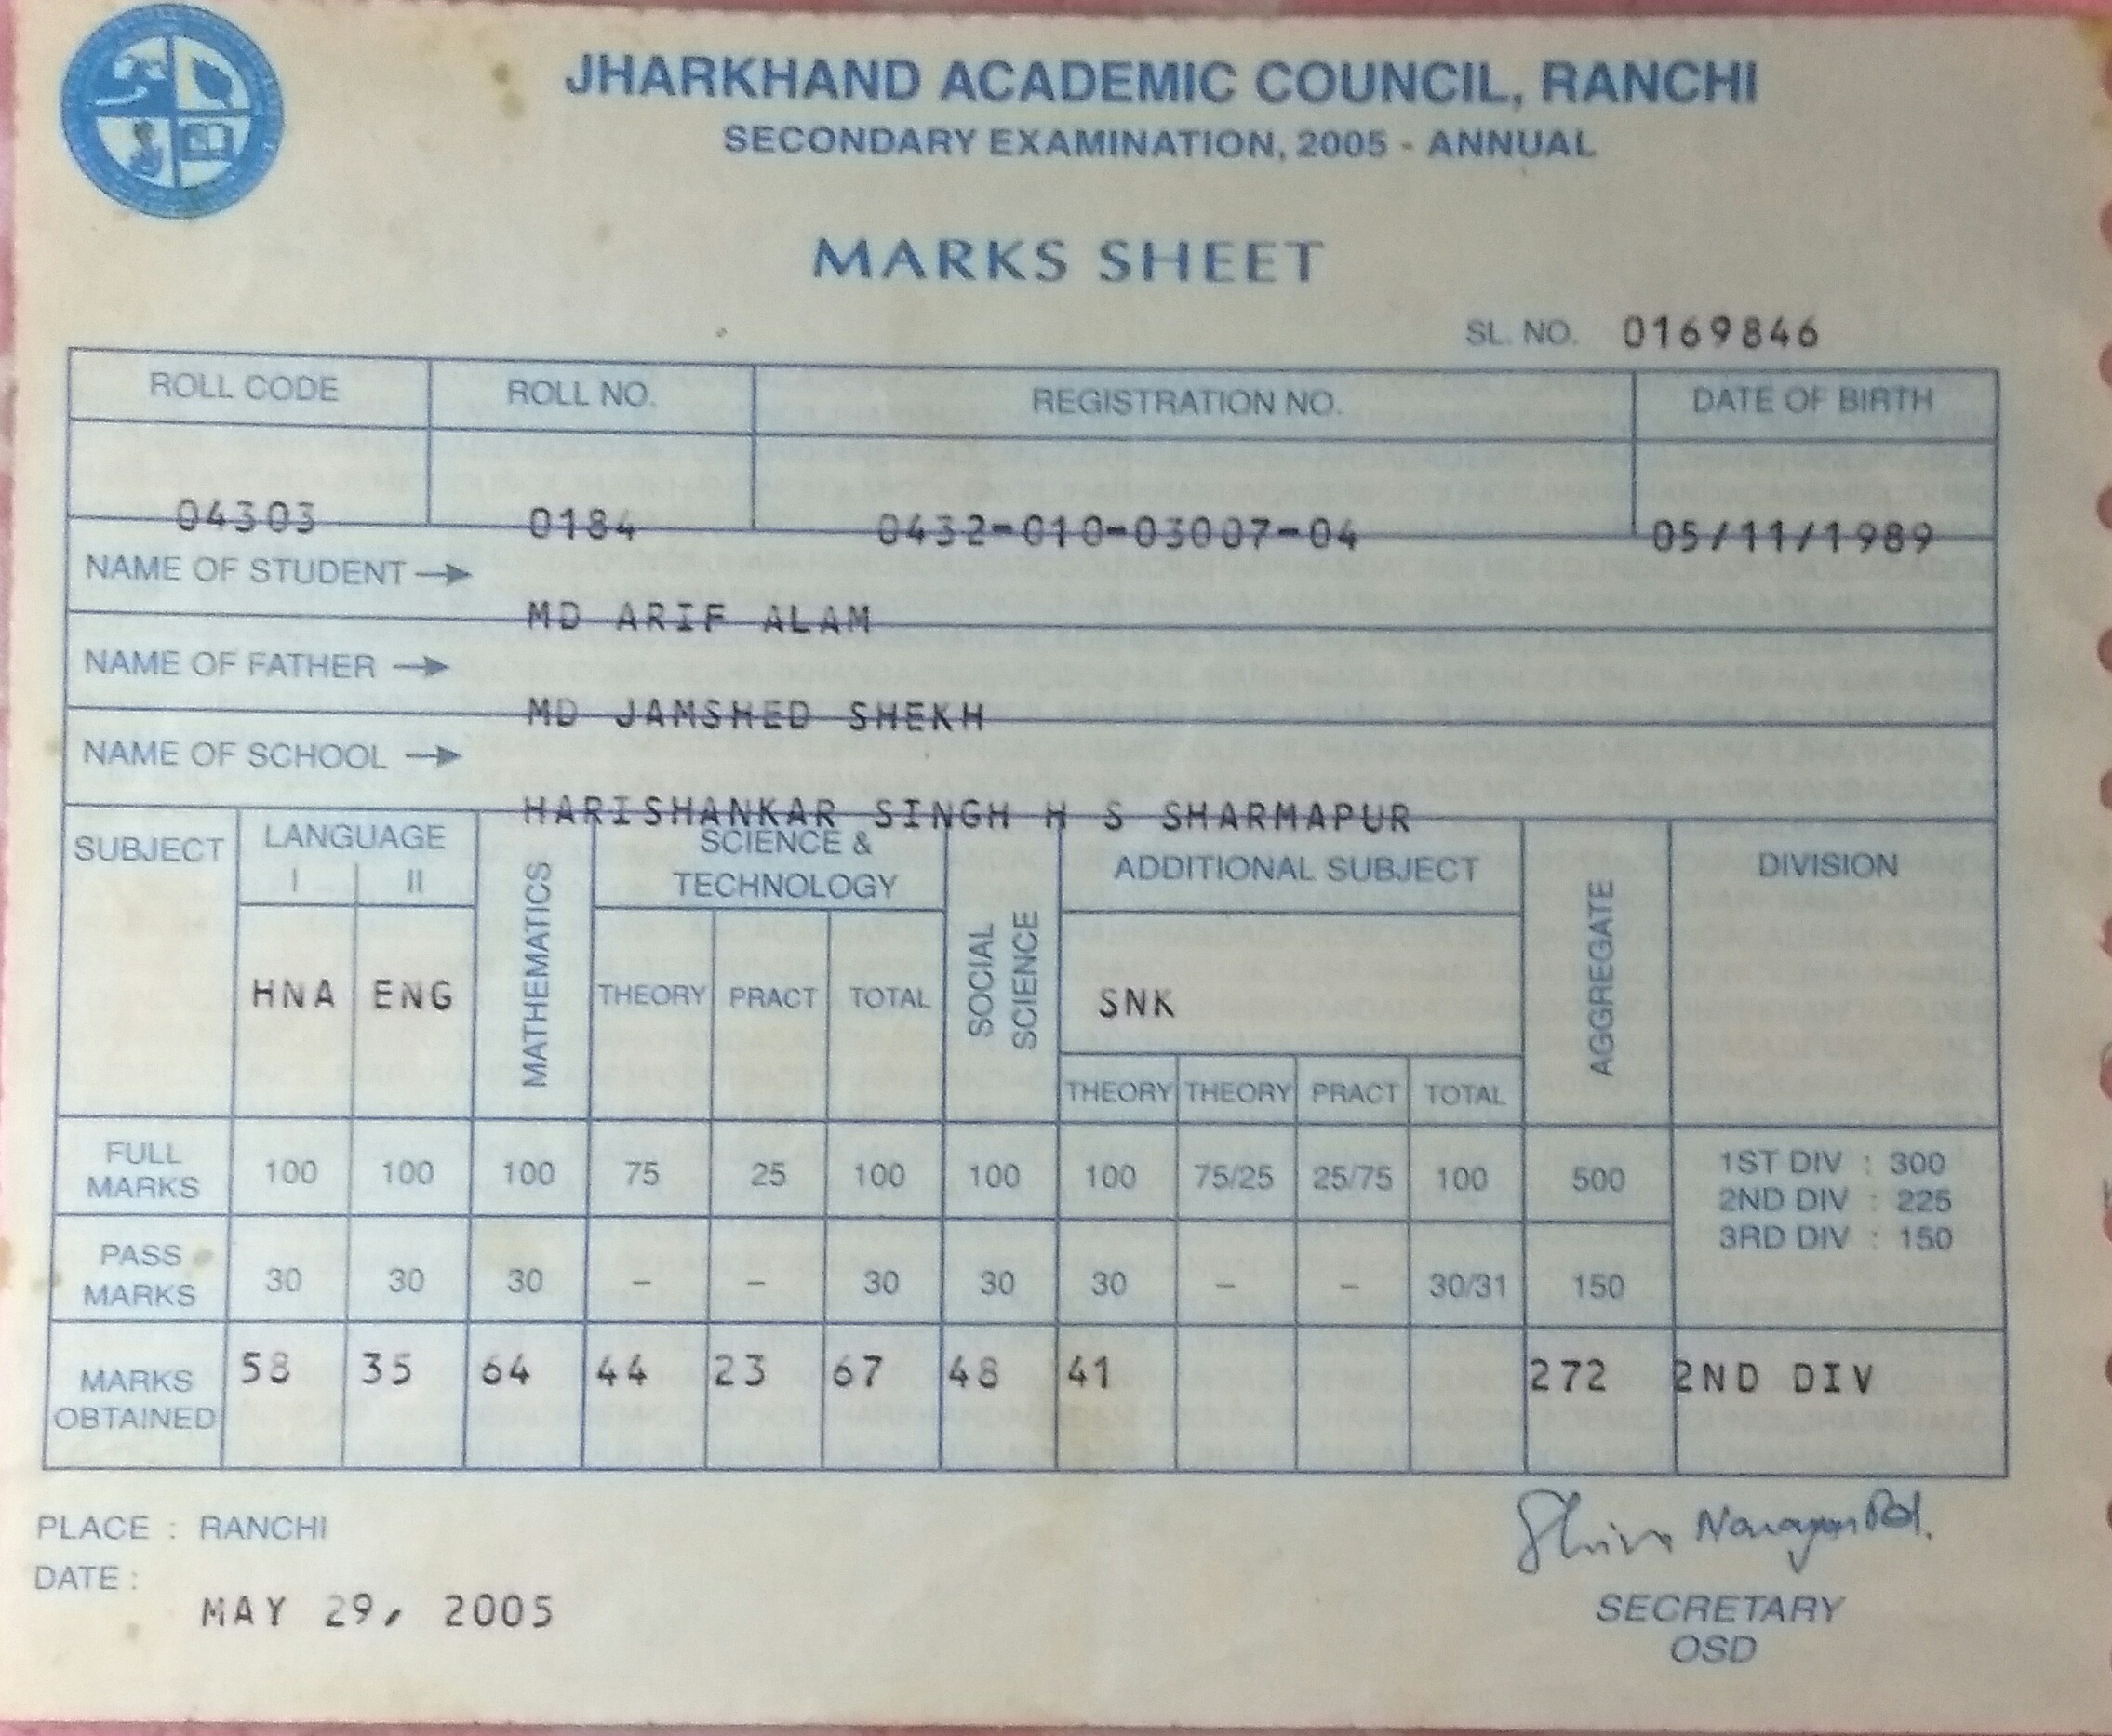 JHARKHAND ACADEMIC COUNCIL, RANCHI
SECONDARY EXAMINATION, 2005 - ANNUAL
MARKS SHEET
SL. NO. 0169846
ROLL CODE ROLL NO. REGISTRATION NO. DATE OF BIRTH
04303 0184 0432-010-03007-04 05/11/1989
NAME OF STUDENT →
MD ARIF ALAM
NAME OF FATHER →
MD JAMSHED SHEKH
NAME OF SCHOOL →
HARISHANKAR SINGH H S SHARMAPUR
SUBJECT LANGUAGE MATHEMATICS SCIENCE & TECHNOLOGY SOCIAL SCIENCE ADDITIONAL SUBJECT AGGREGATE DIVISION
I II
HNA ENG THEORY PRACT TOTAL SNK
THEORY THEORY PRACT TOTAL
FULL MARKS 100 100 100 75 25 100 100 100 75/25 25/75 100 500
1ST DIV : 300
2ND DIV : 225
3RD DIV : 150
PASS MARKS 30 30 30 – – 30 30 30 – – 30/31 150
MARKS OBTAINED 58 35 64 44 23 67 48 41 272 2ND DIV
PLACE : RANCHI
DATE :
MAY 29, 2005
SECRETARY
OSD